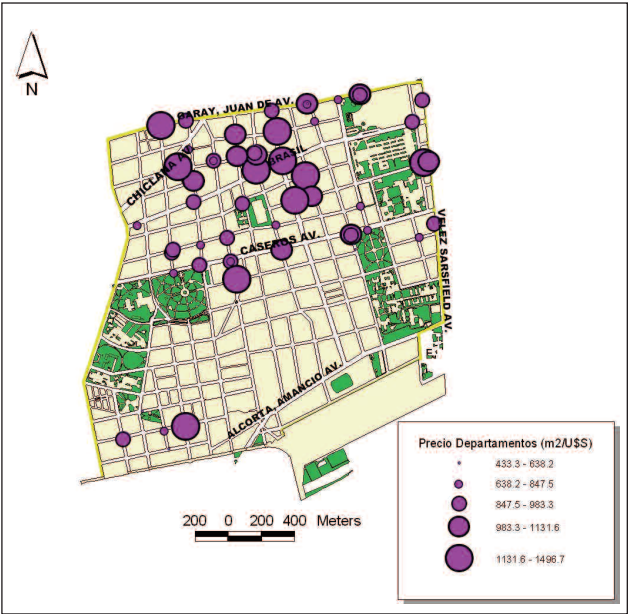 N
GARAY, JUAN DE AV.
CHICLANA AV.
BRASIL
CASEROS AV.
VELEZ SARSFIELD AV.
E
ALCORTA, AMANCIO AV.
200 0 200 400 Meters
Precio Departamentos (m2/U$S)
433.3 - 638.2
638.2 - 847.5
847.5 - 983.3
983.3 - 1131.6
1131.6 - 1496.7